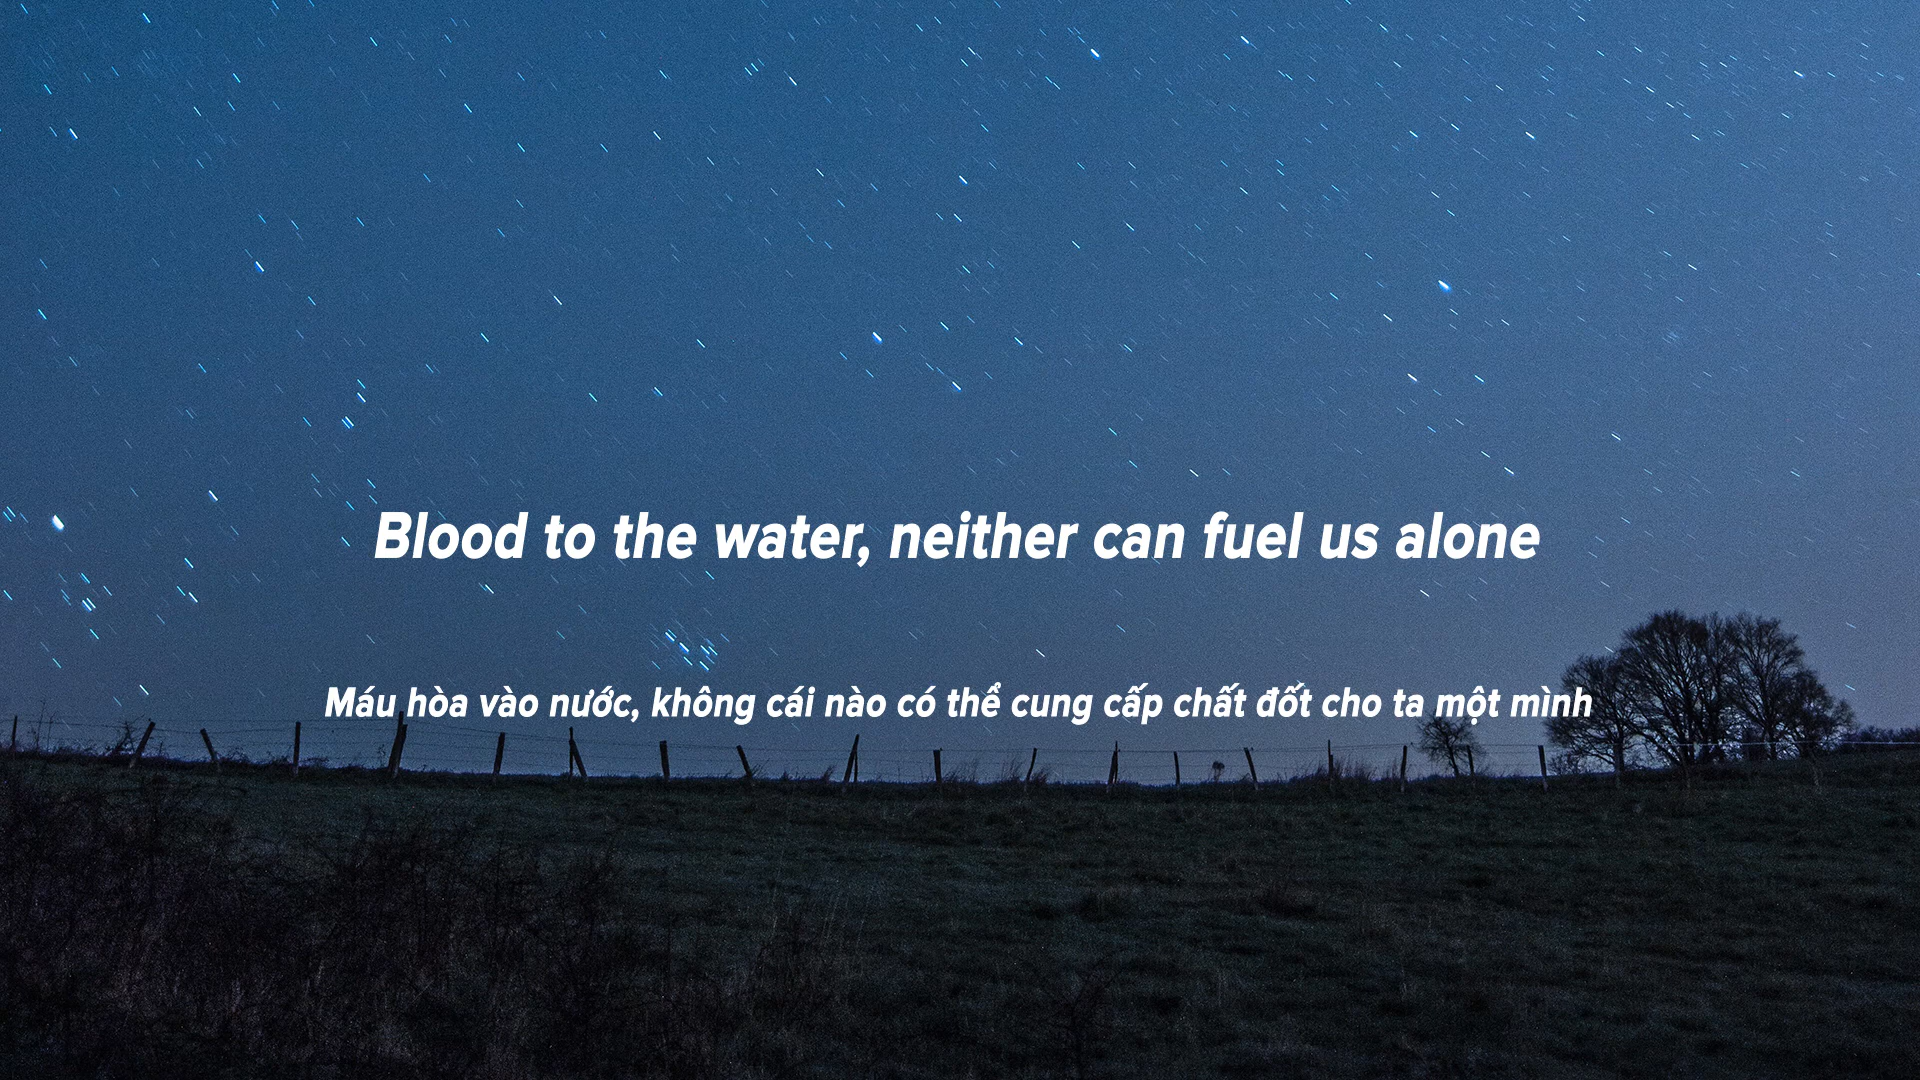 Blood to the water, neither can fuel us alone
Máu hòa vào nước, không cái nào có thể cung cấp chất đốt cho ta một mình